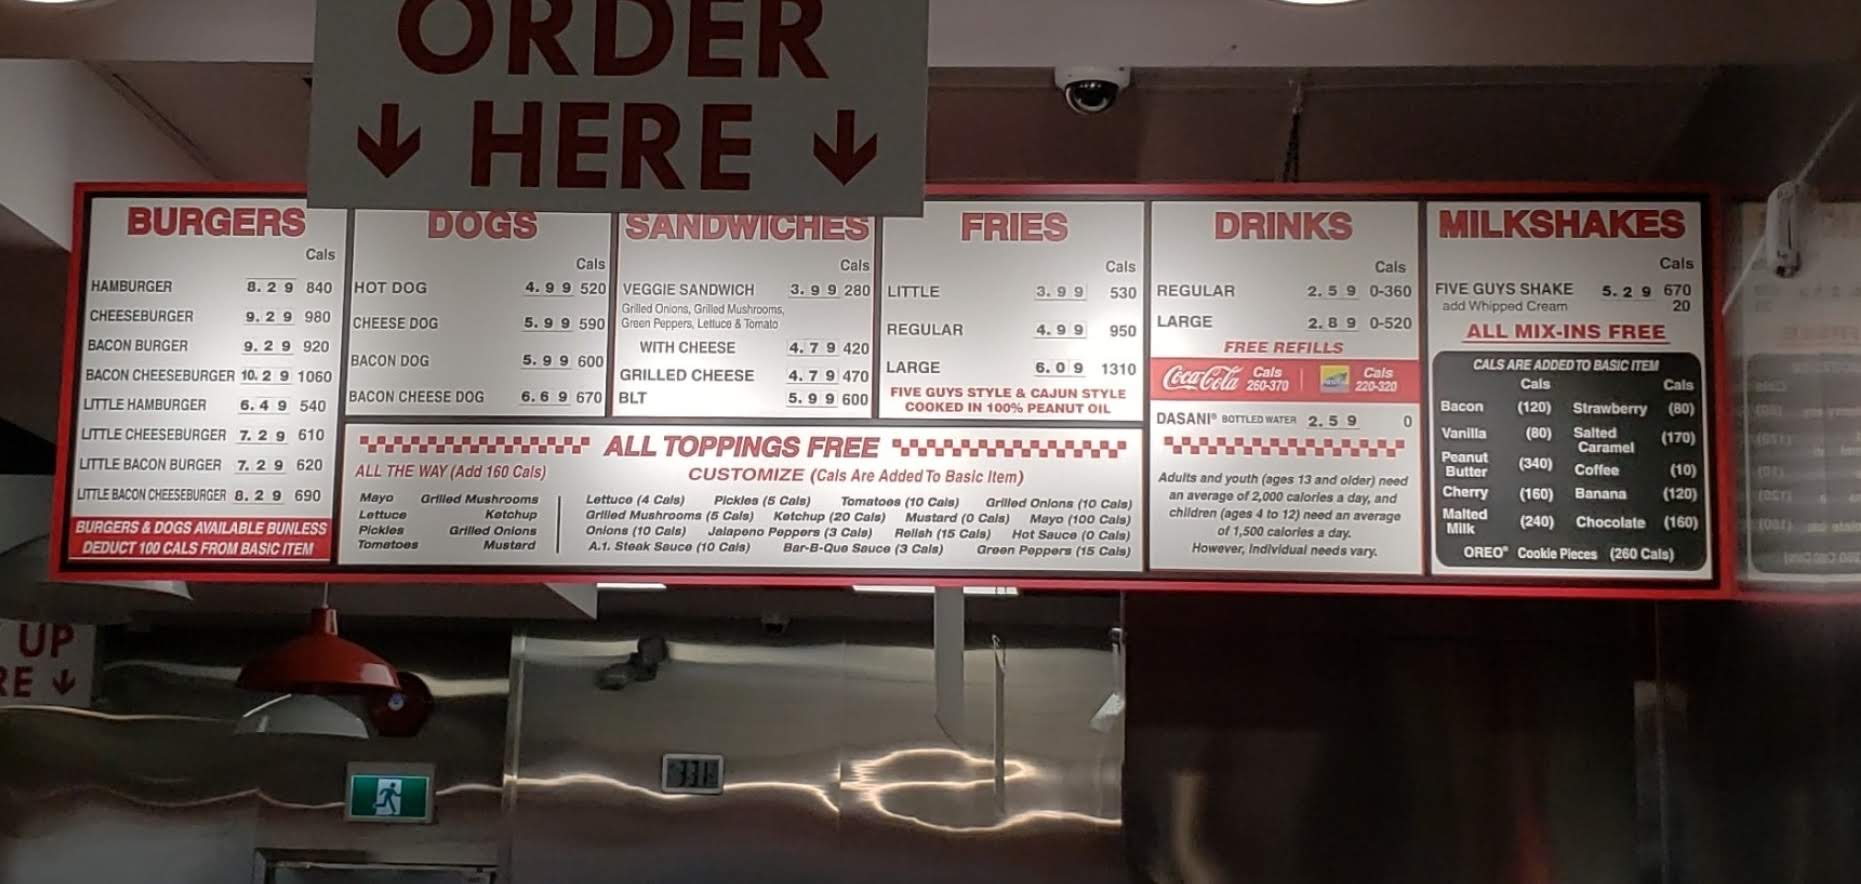 ORDER
↓ HERE ↓
BURGERS
Cals
HAMBURGER 8.29 840
CHEESEBURGER 9.29 980
BACON BURGER 9.29 920
BACON CHEESEBURGER 10.29 1060
LITTLE HAMBURGER 6.49 540
LITTLE CHEESEBURGER 7.29 610
LITTLE BACON BURGER 7.29 620
LITTLE BACON CHEESEBURGER 8.29 690
BURGERS & DOGS AVAILABLE BUNLESS
DEDUCT 100 CALS FROM BASIC ITEM
DOGS
Cals
HOT DOG 4.99 520
CHEESE DOG 5.99 590
BACON DOG 5.99 600
BACON CHEESE DOG 6.69 670
SANDWICHES
Cals
VEGGIE SANDWICH 3.99 280
Grilled Onions, Grilled Mushrooms,
Green Peppers, Lettuce & Tomato
WITH CHEESE 4.79 420
GRILLED CHEESE 4.79 470
BLT 5.99 600
FRIES
Cals
LITTLE 3.99 530
REGULAR 4.99 950
LARGE 6.09 1310
FIVE GUYS STYLE & CAJUN STYLE
COOKED IN 100% PEANUT OIL
ALL TOPPINGS FREE
ALL THE WAY (Add 160 Cals)
Mayo Grilled Mushrooms
Lettuce Ketchup
Pickles Grilled Onions
Tomatoes Mustard
CUSTOMIZE (Cals Are Added To Basic Item)
Lettuce (4 Cals) Pickles (5 Cals) Tomatoes (10 Cals) Grilled Onions (10 Cals)
Grilled Mushrooms (5 Cals) Ketchup (20 Cals) Mustard (0 Cals) Mayo (100 Cals)
Onions (10 Cals) Jalapeno Peppers (3 Cals) Relish (15 Cals) Hot Sauce (0 Cals)
A.1. Steak Sauce (10 Cals) Bar-B-Que Sauce (3 Cals) Green Peppers (15 Cals)
DRINKS
Cals
REGULAR 2.59 0-360
LARGE 2.89 0-520
FREE REFILLS
Coca-Cola Cals 260-370 Cals 220-320
DASANI® BOTTLED WATER 2.59 0
Adults and youth (ages 13 and older) need
an average of 2,000 calories a day, and
children (ages 4 to 12) need an average
of 1,500 calories a day.
However, individual needs vary.
MILKSHAKES
Cals
FIVE GUYS SHAKE 5.29 670
add Whipped Cream 20
ALL MIX-INS FREE
CALS ARE ADDED TO BASIC ITEM
Cals Cals
Bacon (120) Strawberry (80)
Vanilla (80) Salted Caramel (170)
Peanut Butter (340) Coffee (10)
Cherry (160) Banana (120)
Malted Milk (240) Chocolate (160)
OREO® Cookie Pieces (260 Cals)
UP
RE ↓